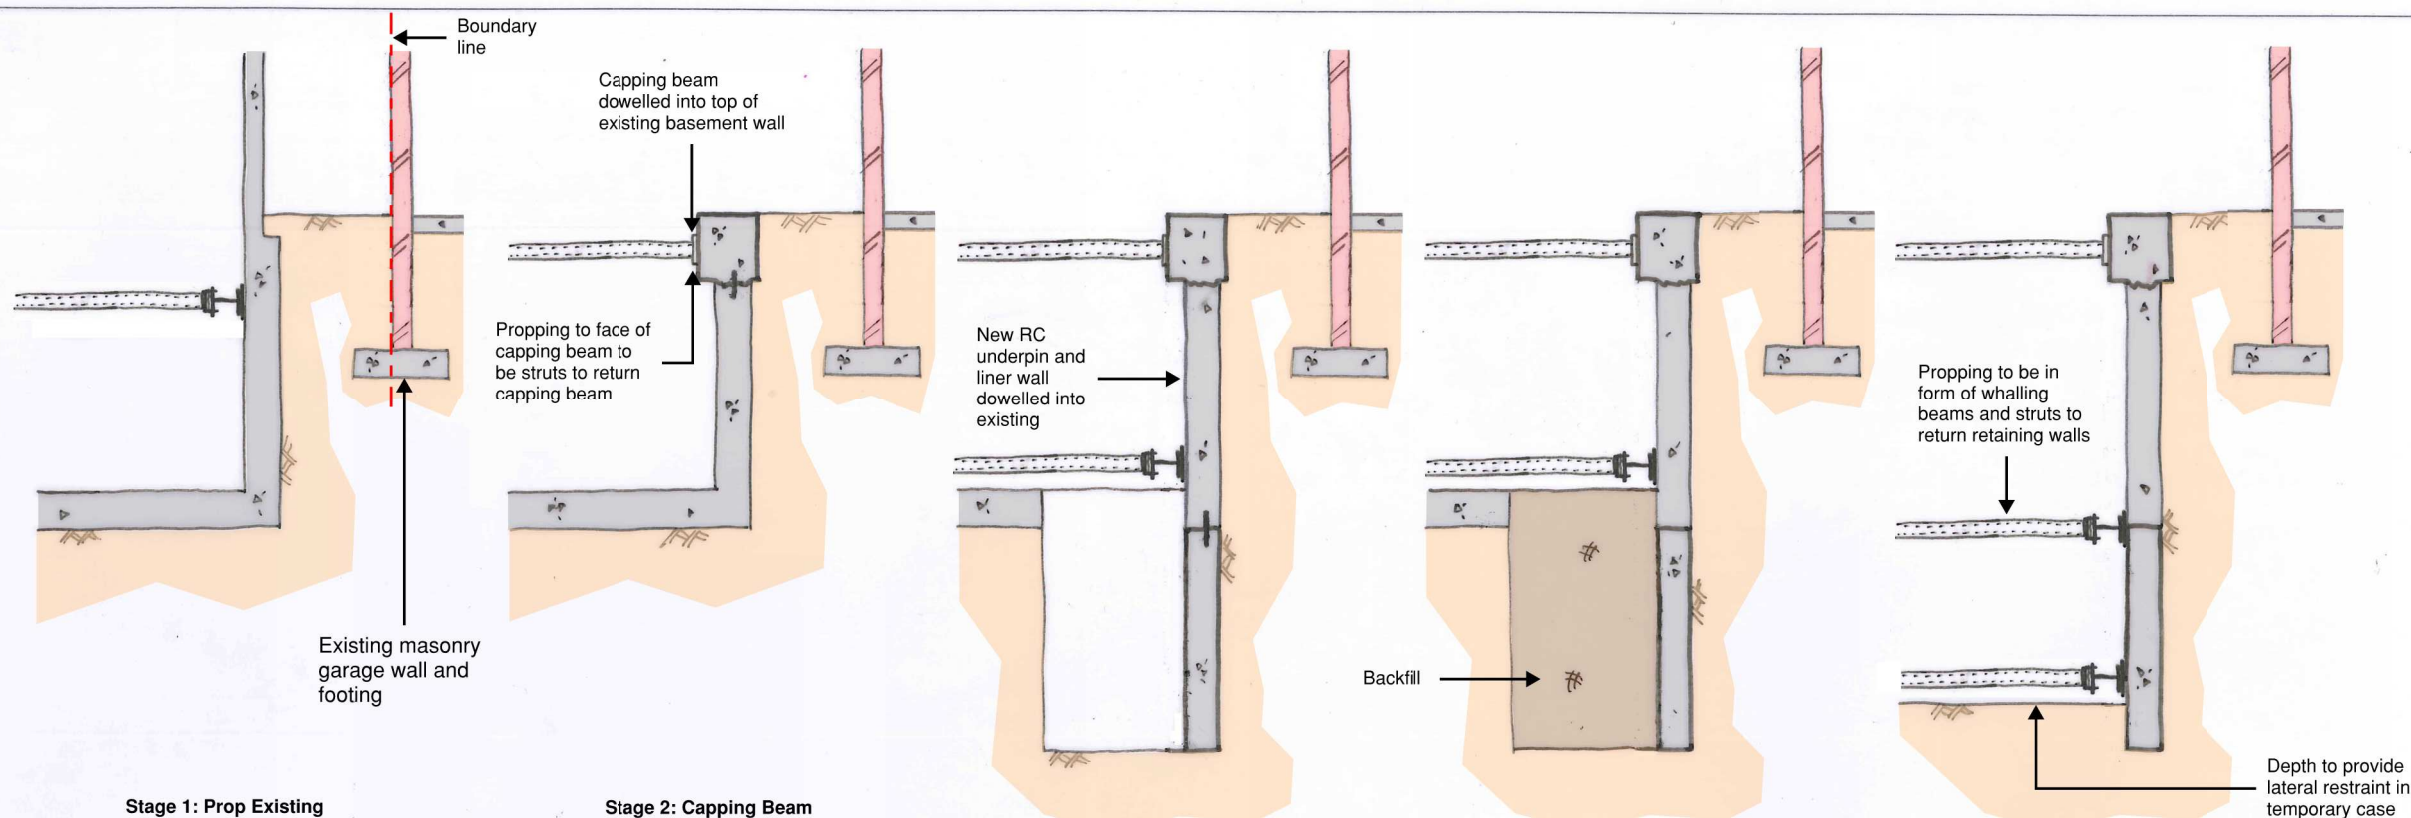 Boundary
line
Capping beam
dowelled into top of
existing basement wall
Propping to face of
capping beam to
be struts to return
capping beam
Existing masonry
garage wall and
footing
Stage 1: Prop Existing
Stage 2: Capping Beam
New RC
underpin and
liner wall
dowelled into
existing
Backfill
Propping to be in
form of whalling
beams and struts to
return retaining walls
Depth to provide
lateral restraint in
temporary case